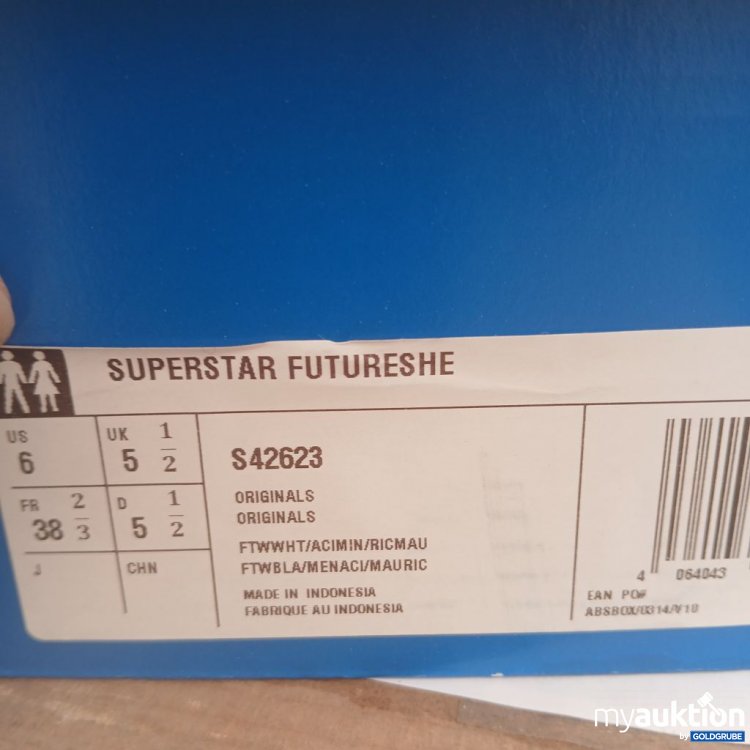 SUPERSTAR FUTURESHE
US 6 UK 5 1/2
FR 38 2/3 D 5 1/2
J CHN
S42623
ORIGINALS
ORIGINALS
FTWWHT/ACIMIN/RICMAU
FTWBLA/MENACI/MAURIC
MADE IN INDONESIA
FABRIQUE AU INDONESIA
4 064043
EAN PO#
ABSBOX/0314/V10
myauktion
by GOLDGRUBE